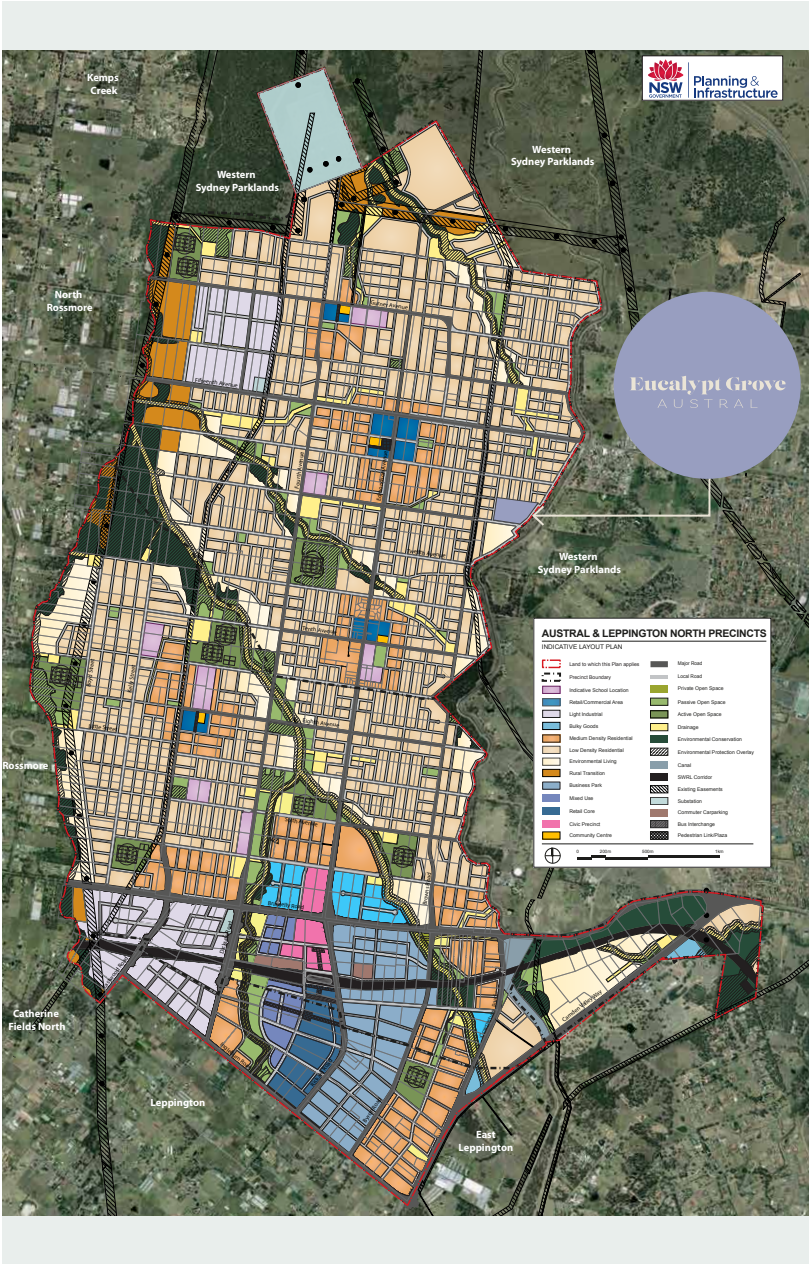 Kemps
Creek
NSW
GOVERNMENT
Planning &
Infrastructure
Western
Sydney Parklands
Western
Sydney Parklands
North
Rossmore
Eucalypt Grove
AUSTRAL
Western
Sydney Parklands
AUSTRAL & LEPPINGTON NORTH PRECINCTS
INDICATIVE LAYOUT PLAN
Land to which this Plan applies
Precinct Boundary
Indicative School Location
Retail/Commercial Area
Light Industrial
Bulky Goods
Medium Density Residential
Low Density Residential
Environmental Living
Rural Transition
Business Park
Mixed Use
Retail Core
Civic Precinct
Community Centre
Major Road
Local Road
Private Open Space
Passive Open Space
Active Open Space
Drainage
Environmental Conservation
Environmental Protection Overlay
Canal
SWRL Corridor
Existing Easements
Substation
Commuter Carparking
Bus Interchange
Pedestrian Link/Plaza
0 200m 600m 1km
Rossmore
Camden Valley Way
Catherine
Fields North
Leppington
East
Leppington